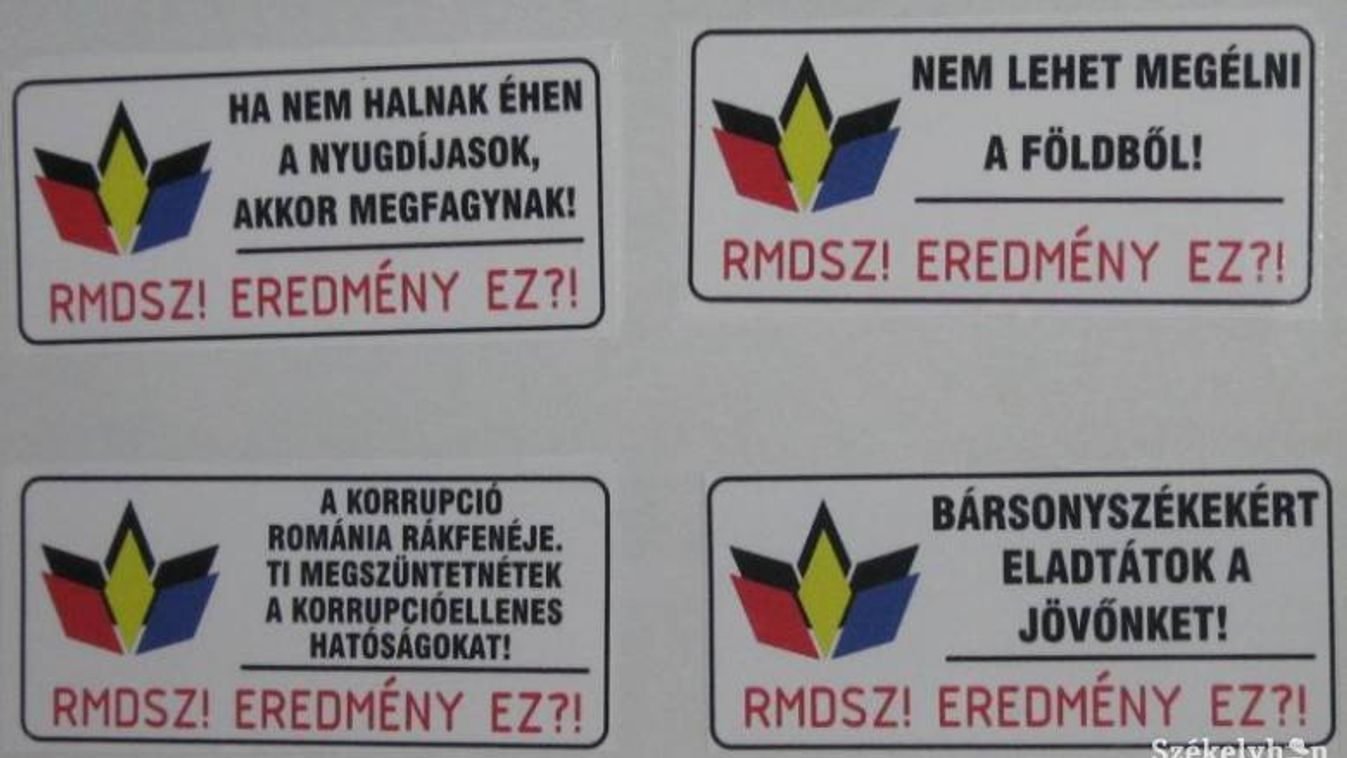 HA NEM HALNAK ÉHEN
A NYUGDÍJASOK,
AKKOR MEGFAGYNAK!
RMDSZ! EREDMÉNY EZ?!
NEM LEHET MEGÉLNI
A FÖLDBŐL!
RMDSZ! EREDMÉNY EZ?!
A KORRUPCIÓ
ROMÁNIA RÁKFENÉJE.
TI MEGSZÜNTETNÉTEK
A KORRUPCIÓELLENES
HATÓSÁGOKAT!
RMDSZ! EREDMÉNY EZ?!
BÁRSONYSZÉKEKÉRT
ELADTÁTOK A
JÖVŐNKET!
RMDSZ! EREDMÉNY EZ?!
Székelyhon